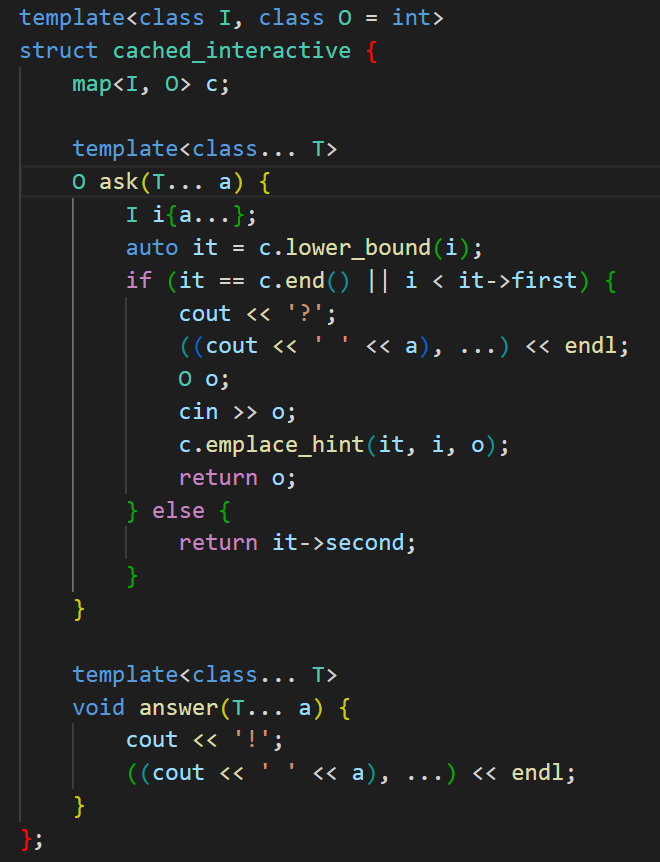 template<class I, class O = int>
struct cached_interactive {
    map<I, O> c;

    template<class... T>
    O ask(T... a) {
        I i{a...};
        auto it = c.lower_bound(i);
        if (it == c.end() || i < it->first) {
            cout << '?';
            ((cout << ' ' << a), ...) << endl;
            O o;
            cin >> o;
            c.emplace_hint(it, i, o);
            return o;
        } else {
            return it->second;
        }
    }

    template<class... T>
    void answer(T... a) {
        cout << '!';
        ((cout << ' ' << a), ...) << endl;
    }
};